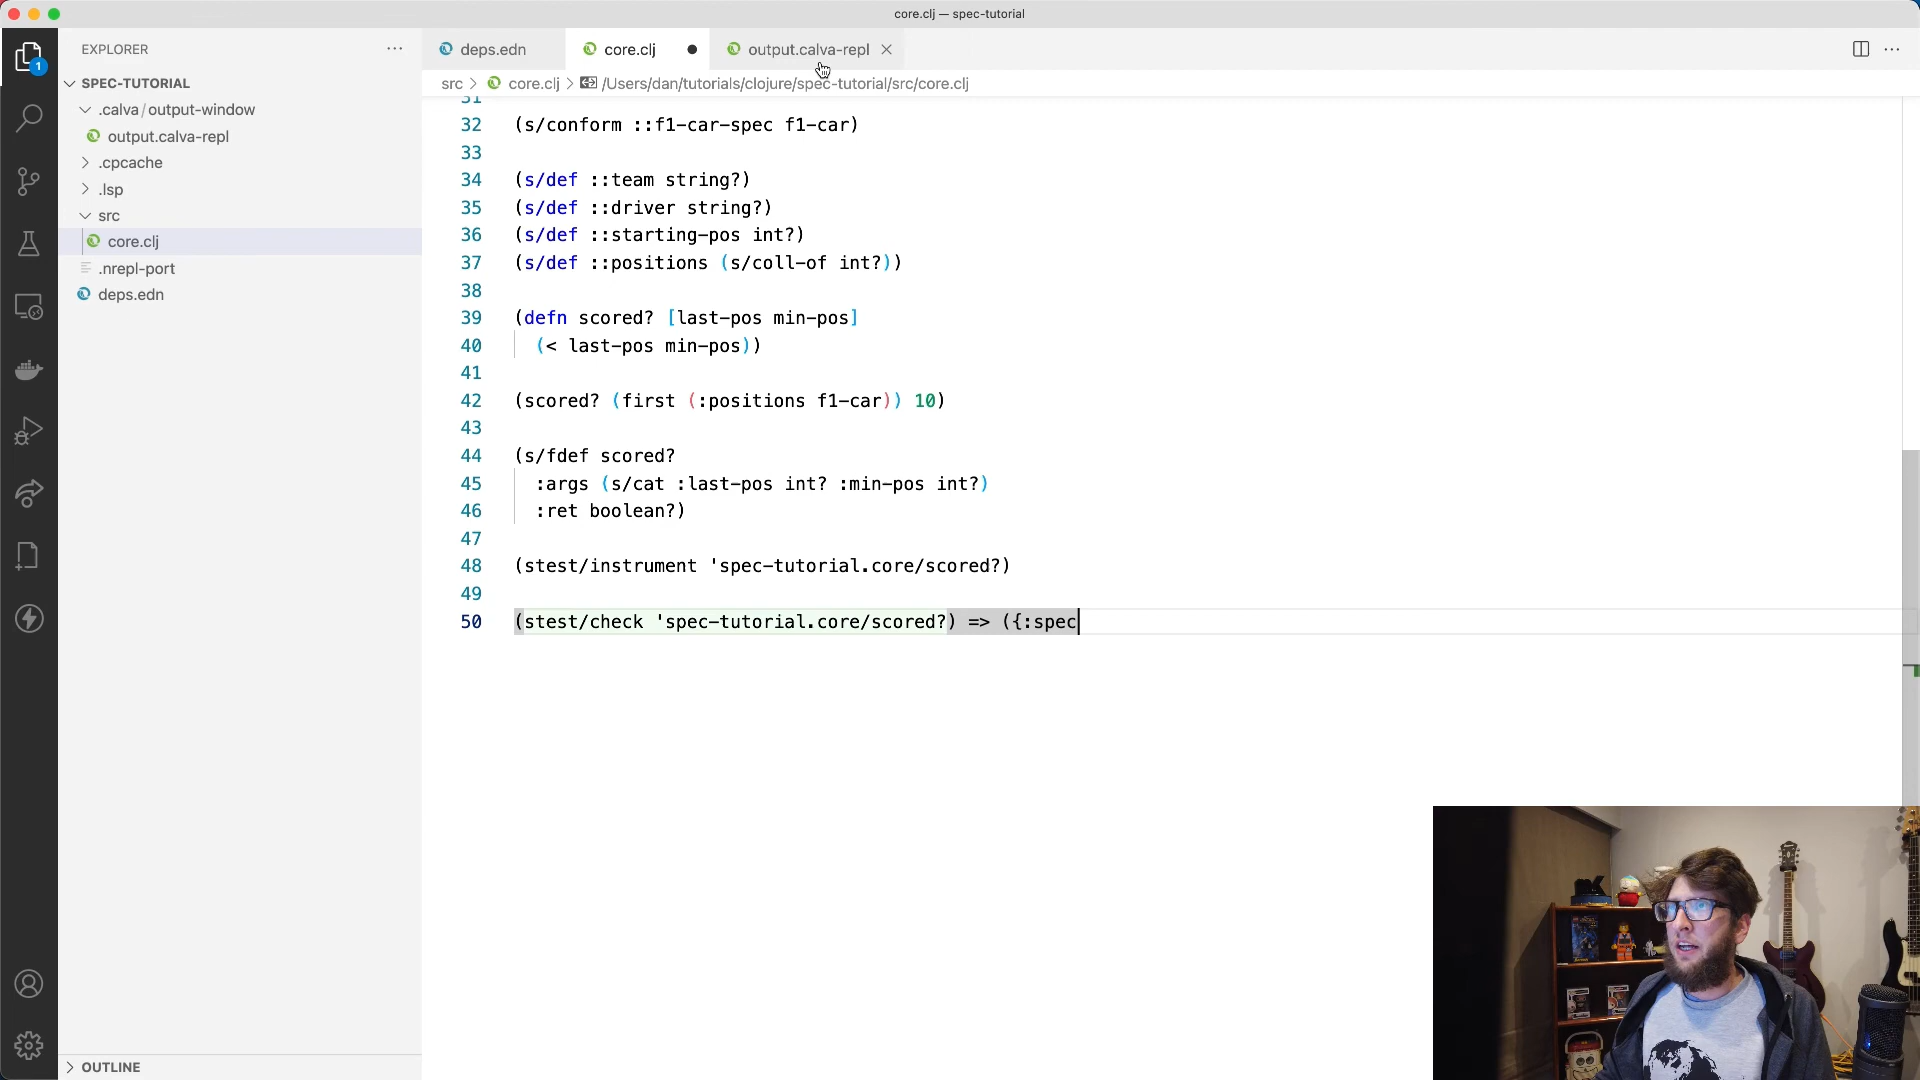 core.clj — spec-tutorial
EXPLORER
deps.edn
core.clj
output.calva-repl
SPEC-TUTORIAL
src > core.clj > /Users/dan/tutorials/clojure/spec-tutorial/src/core.clj
.calva/output-window
output.calva-repl
.cpcache
.lsp
src
core.clj
.nrepl-port
deps.edn
OUTLINE
1
31
32 (s/conform ::f1-car-spec f1-car)
33
34 (s/def ::team string?)
35 (s/def ::driver string?)
36 (s/def ::starting-pos int?)
37 (s/def ::positions (s/coll-of int?))
38
39 (defn scored? [last-pos min-pos]
40 (< last-pos min-pos))
41
42 (scored? (first (:positions f1-car)) 10)
43
44 (s/fdef scored?
45 :args (s/cat :last-pos int? :min-pos int?)
46 :ret boolean?)
47
48 (stest/instrument 'spec-tutorial.core/scored?)
49
50 (stest/check 'spec-tutorial.core/scored?) => ({:spec